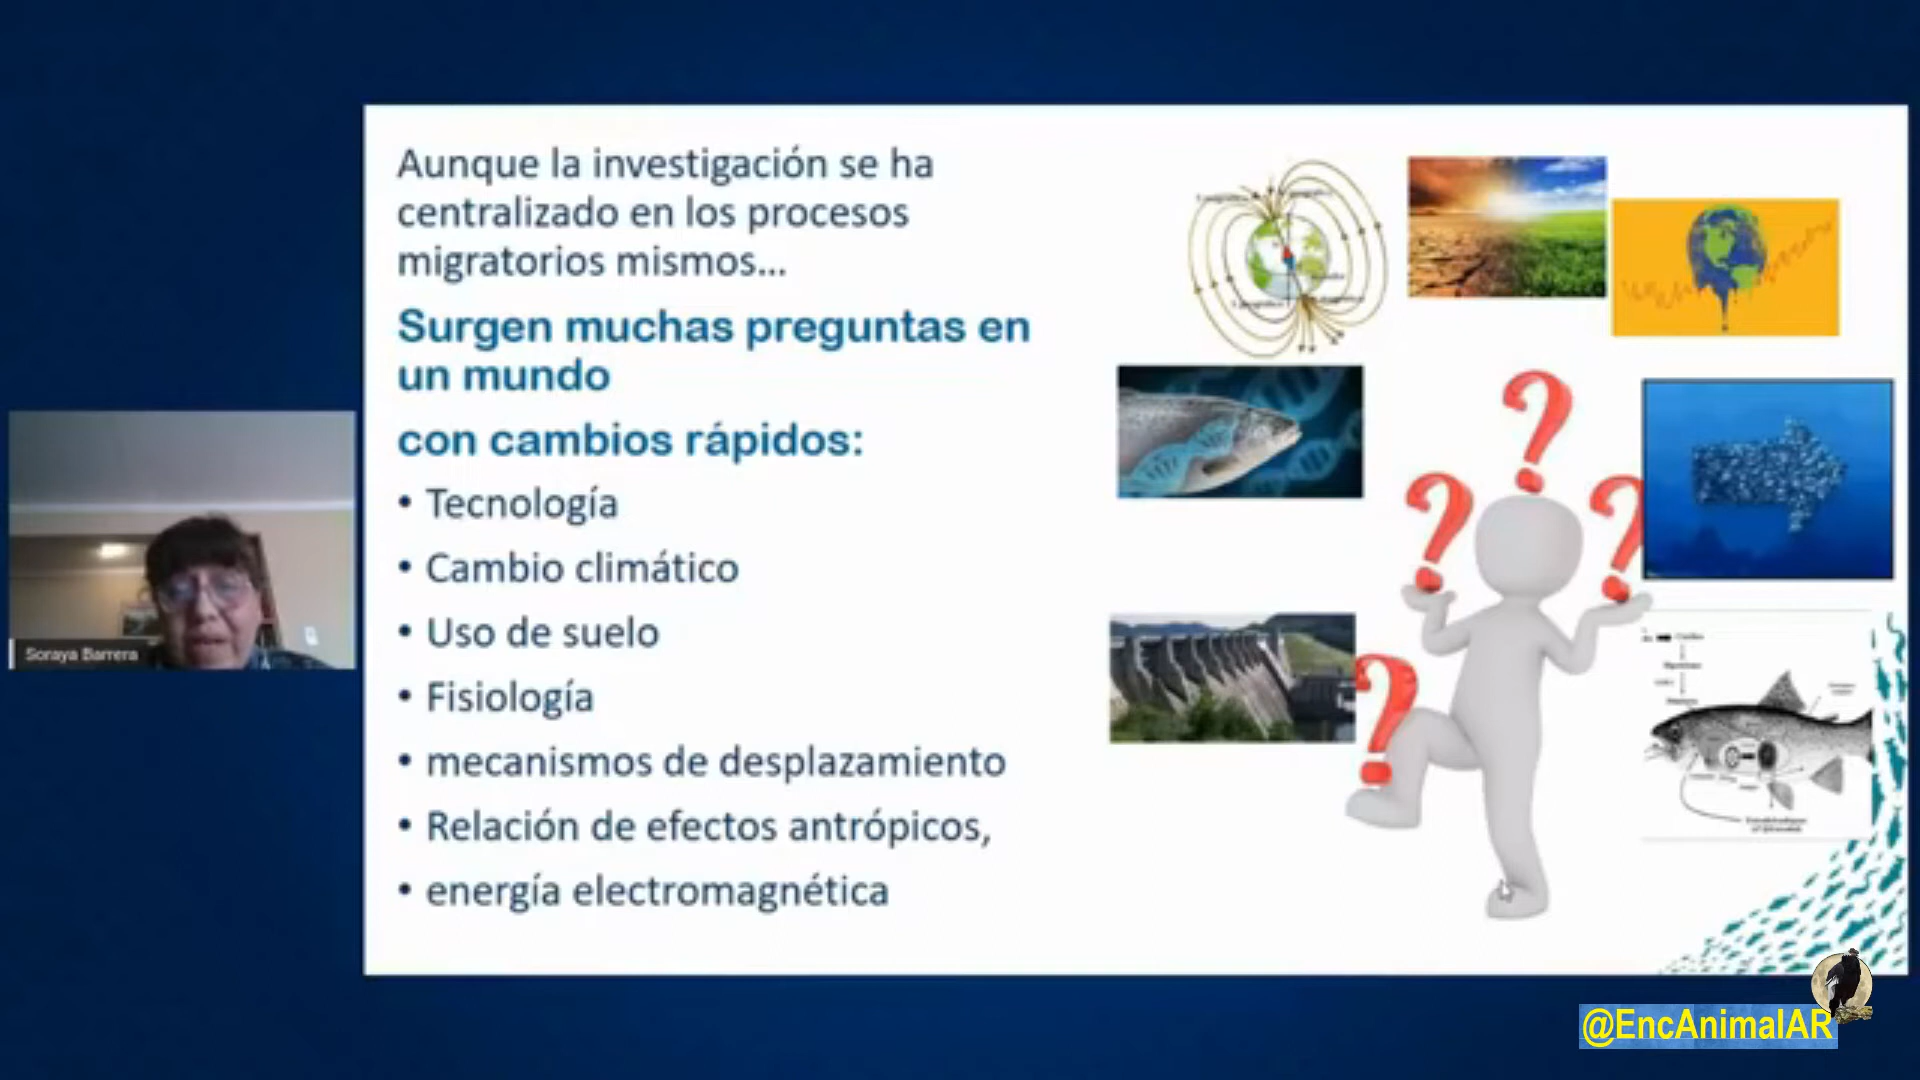 Aunque la investigación se ha
centralizado en los procesos
migratorios mismos...
Surgen muchas preguntas en
un mundo
con cambios rápidos:
• Tecnología
• Cambio climático
• Uso de suelo
• Fisiología
• mecanismos de desplazamiento
• Relación de efectos antrópicos,
• energía electromagnética
Soraya Barrera
@EncAnimalAR